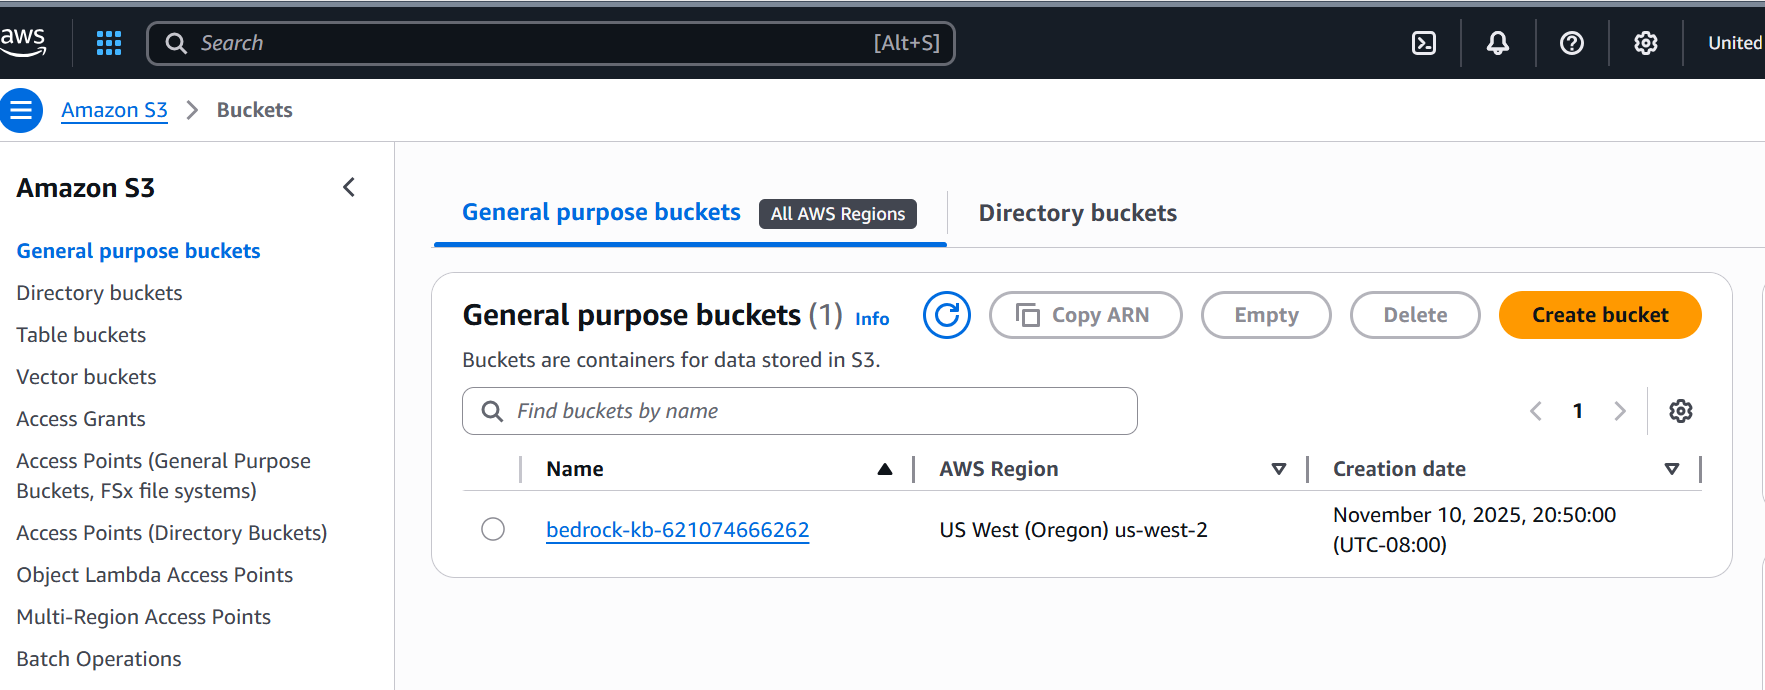 aws
Search [Alt+S]
United
Amazon S3 > Buckets
Amazon S3
General purpose buckets
Directory buckets
Table buckets
Vector buckets
Access Grants
Access Points (General Purpose
Buckets, FSx file systems)
Access Points (Directory Buckets)
Object Lambda Access Points
Multi-Region Access Points
Batch Operations
General purpose buckets All AWS Regions Directory buckets
General purpose buckets (1) Info Copy ARN Empty Delete Create bucket
Buckets are containers for data stored in S3.
Find buckets by name 1
Name AWS Region Creation date
bedrock-kb-621074666262 US West (Oregon) us-west-2 November 10, 2025, 20:50:00
(UTC-08:00)